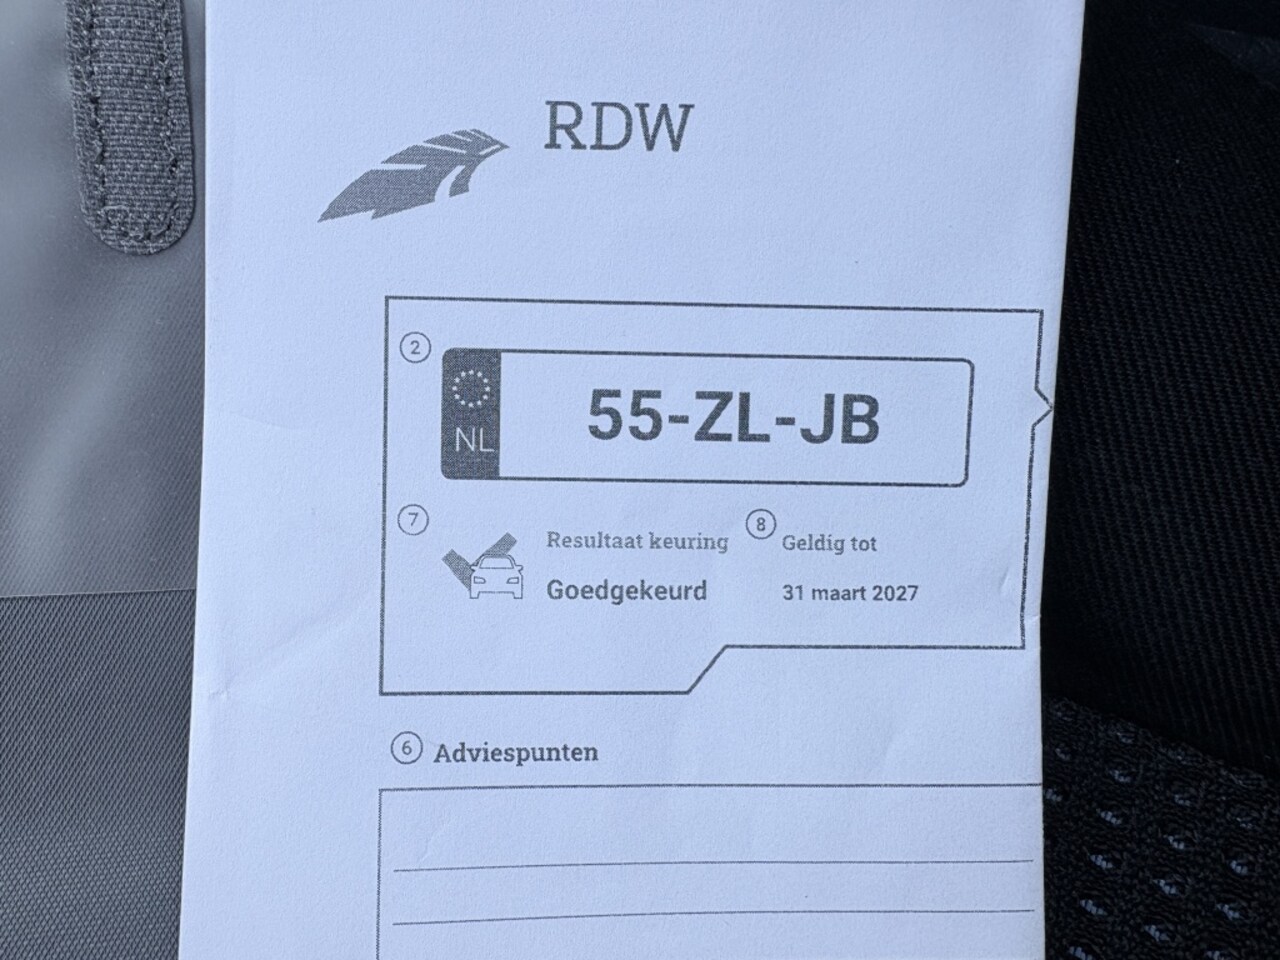 RDW
2
NL
55-ZL-JB
7
Resultaat keuring
8
Geldig tot
Goedgekeurd
31 maart 2027
6 Adviespunten